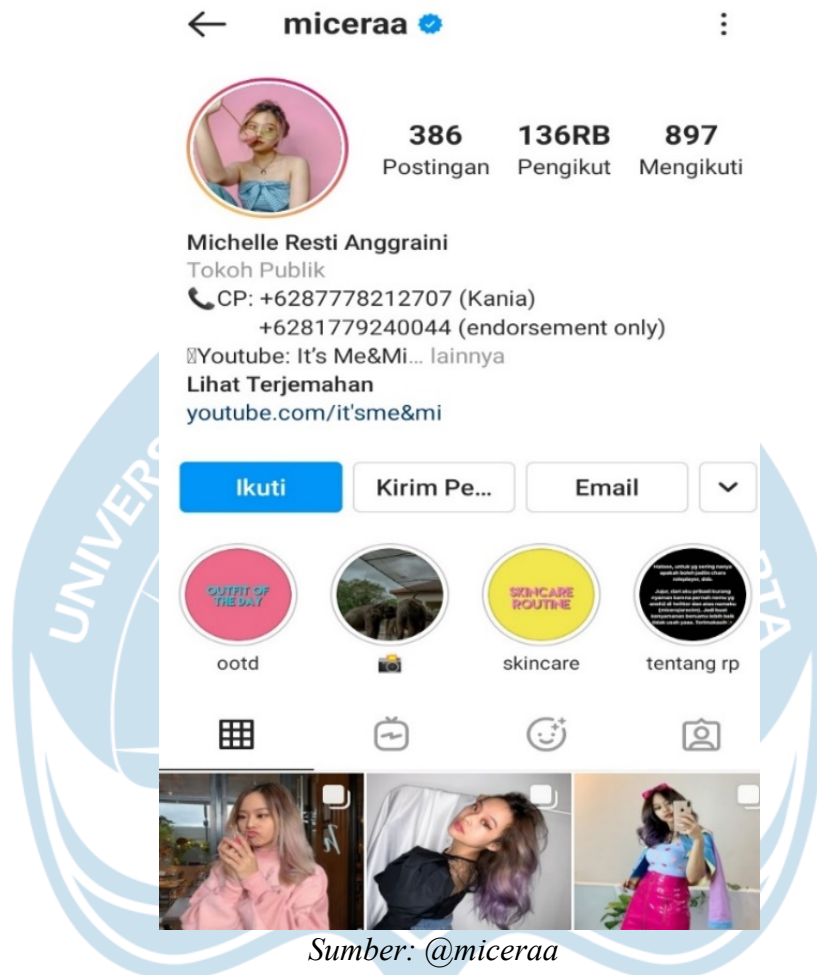 miceraa
386 136RB 897
Postingan Pengikut Mengikuti
Michelle Resti Anggraini
Tokoh Publik
📞CP: +6287778212707 (Kania)
+6281779240044 (endorsement only)
Youtube: It's Me&Mi... lainnya
Lihat Terjemahan
youtube.com/it'sme&mi
Ikuti Kirim Pe... Email
OUTFIT OF
THE DAY
SKINCARE
ROUTINE
ootd 📸 skincare tentang rp
Sumber: @miceraa